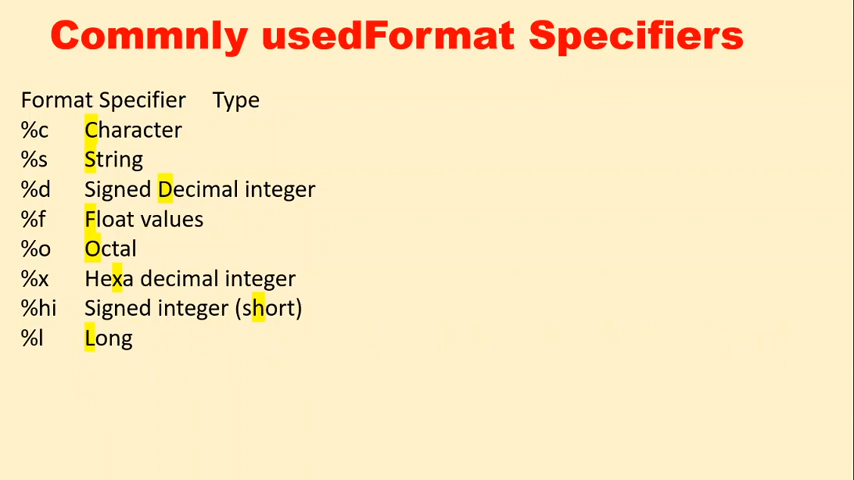 Commnly usedFormat Specifiers
Format Specifier Type
%c Character
%s String
%d Signed Decimal integer
%f Float values
%o Octal
%x Hexa decimal integer
%hi Signed integer (short)
%l Long